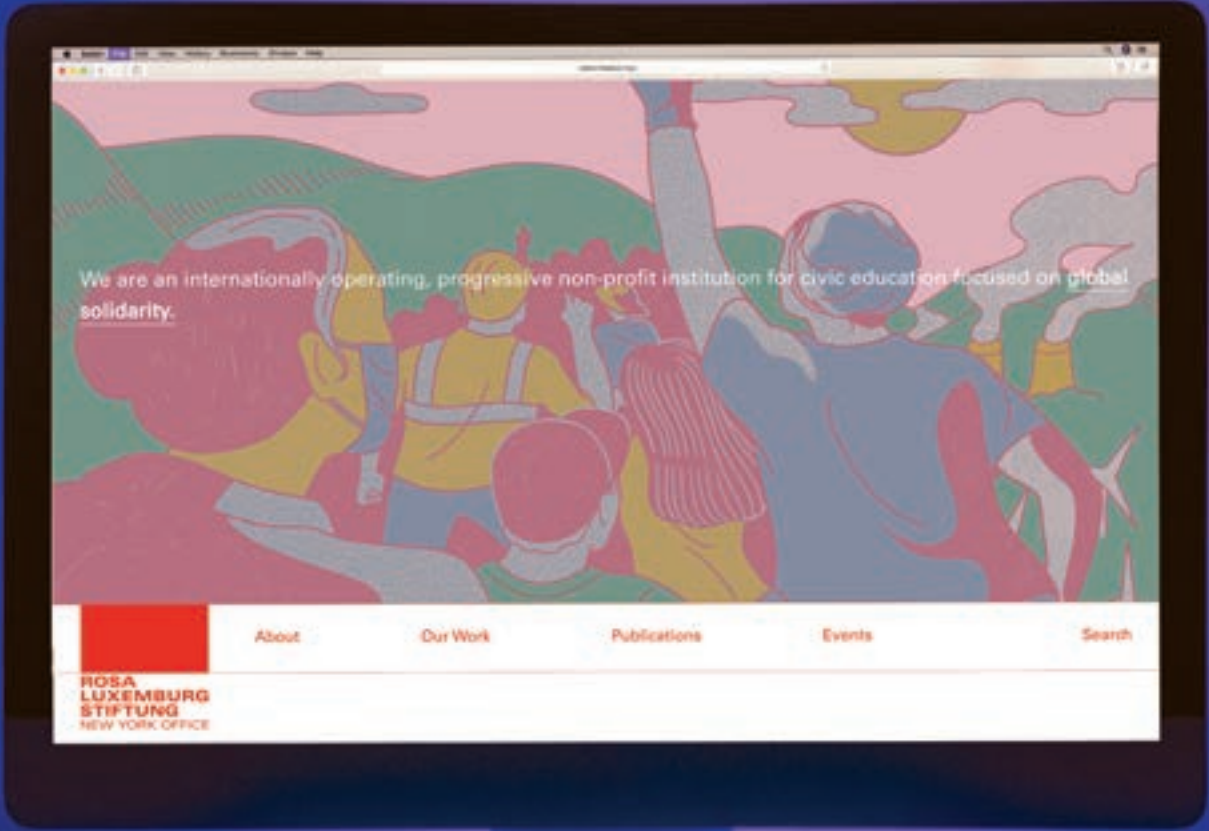 We are an internationally operating, progressive non-profit institution for civic education focused on global
solidarity.
About
Our Work
Publications
Events
Search
ROSA
LUXEMBURG
STIFTUNG
NEW YORK OFFICE